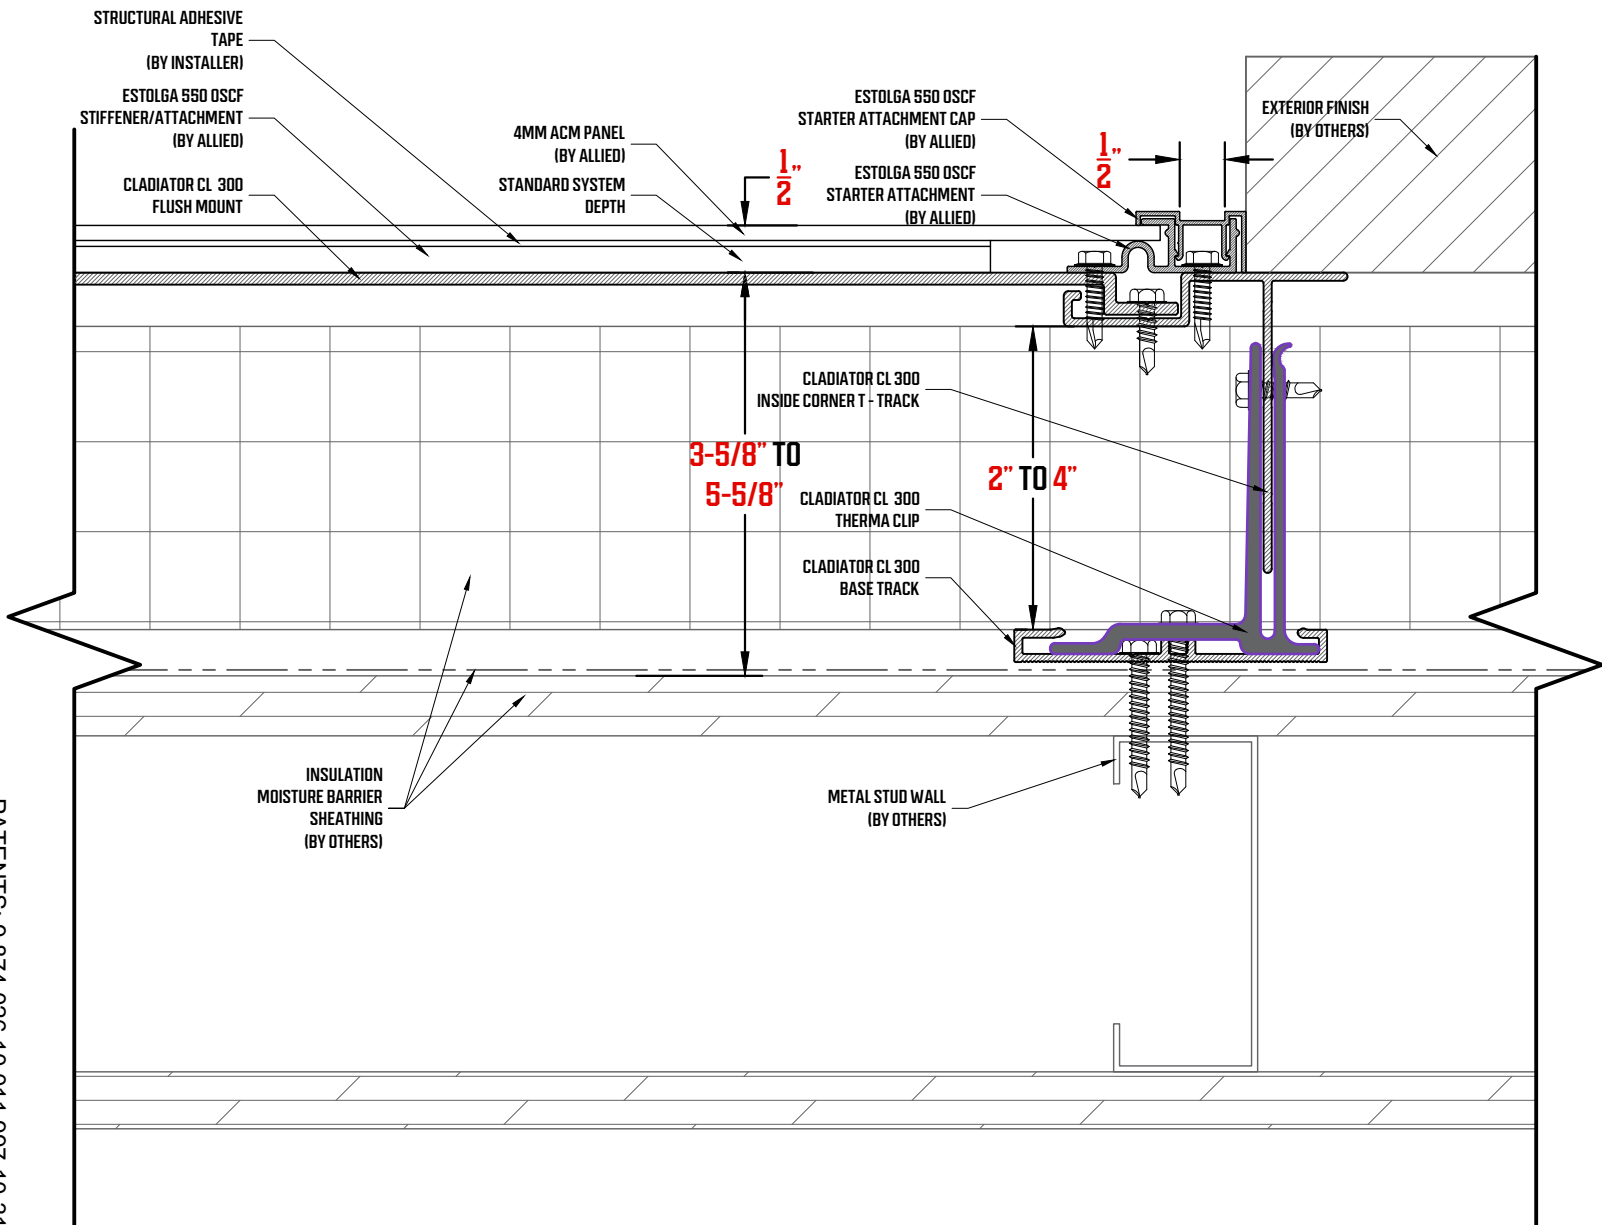 STRUCTURAL ADHESIVE
TAPE
(BY INSTALLER)
ESTOLGA 550 OSCF
STIFFENER/ATTACHMENT
(BY ALLIED)
CLADIATOR CL 300
FLUSH MOUNT
4MM ACM PANEL
(BY ALLIED)
STANDARD SYSTEM
DEPTH
1/2"
ESTOLGA 550 OSCF
STARTER ATTACHMENT CAP
(BY ALLIED)
ESTOLGA 550 OSCF
STARTER ATTACHMENT
(BY ALLIED)
1/2"
EXTERIOR FINISH
(BY OTHERS)
CLADIATOR CL 300
INSIDE CORNER T - TRACK
3-5/8" TO
5-5/8"
2" TO 4"
CLADIATOR CL 300
THERMA CLIP
CLADIATOR CL 300
BASE TRACK
INSULATION
MOISTURE BARRIER
SHEATHING
(BY OTHERS)
METAL STUD WALL
(BY OTHERS)